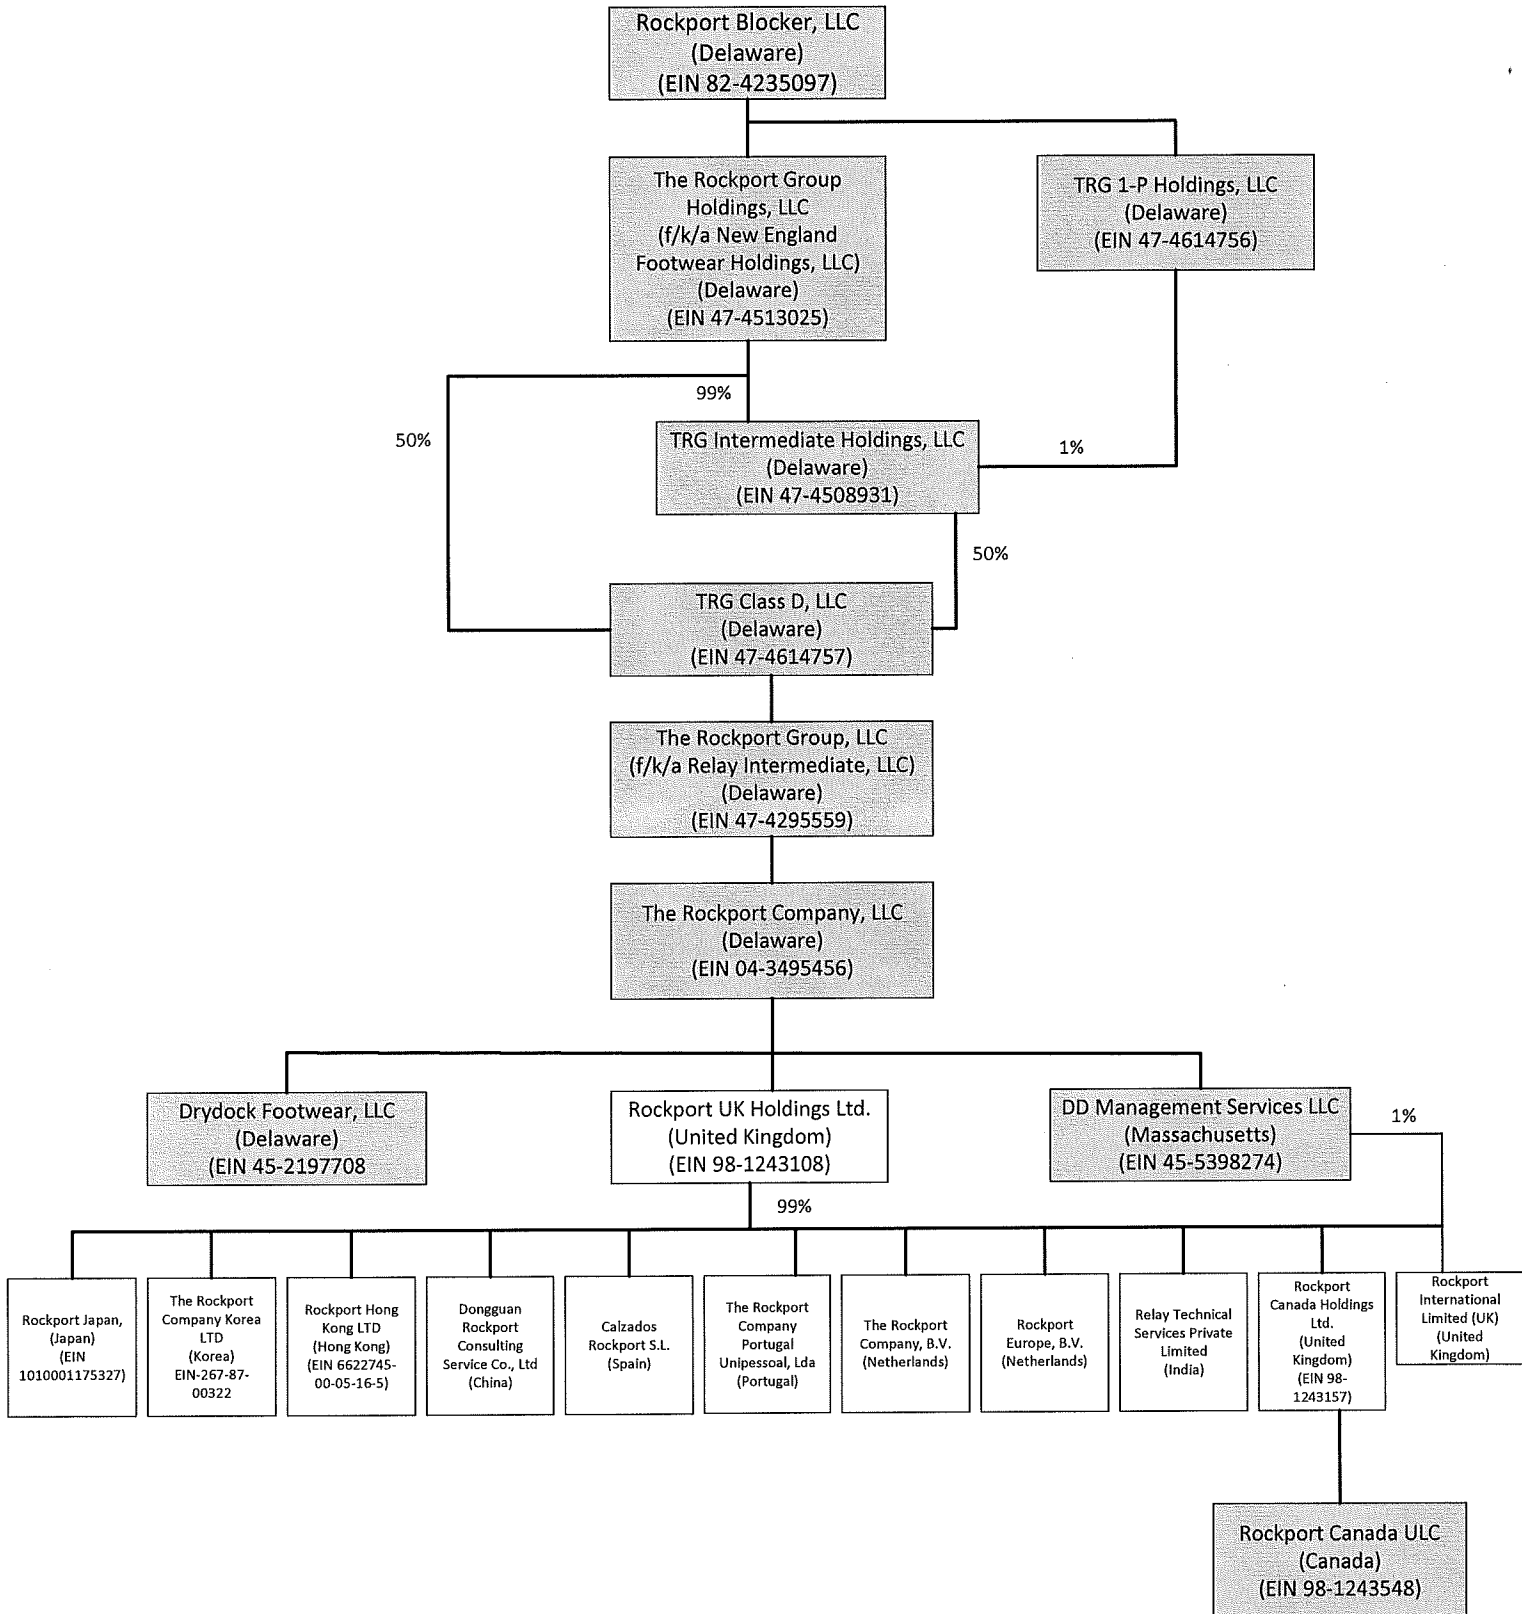 Rockport Blocker, LLC
(Delaware)
(EIN 82-4235097)
The Rockport Group
Holdings, LLC
(f/k/a New England
Footwear Holdings, LLC)
(Delaware)
(EIN 47-4513025)
TRG 1-P Holdings, LLC
(Delaware)
(EIN 47-4614756)
99%
50%
TRG Intermediate Holdings, LLC
(Delaware)
(EIN 47-4508931)
1%
50%
TRG Class D, LLC
(Delaware)
(EIN 47-4614757)
The Rockport Group, LLC
(f/k/a Relay Intermediate, LLC)
(Delaware)
(EIN 47-4295559)
The Rockport Company, LLC
(Delaware)
(EIN 04-3495456)
Drydock Footwear, LLC
(Delaware)
(EIN 45-2197708
Rockport UK Holdings Ltd.
(United Kingdom)
(EIN 98-1243108)
DD Management Services LLC
(Massachusetts)
(EIN 45-5398274)
1%
99%
Rockport Japan,
(Japan)
(EIN
1010001175327)
The Rockport
Company Korea
LTD
(Korea)
EIN-267-87-
00322
Rockport Hong
Kong LTD
(Hong Kong)
(EIN 6622745-
00-05-16-5)
Dongguan
Rockport
Consulting
Service Co., Ltd
(China)
Calzados
Rockport S.L.
(Spain)
The Rockport
Company
Portugal
Unipessoal, Lda
(Portugal)
The Rockport
Company, B.V.
(Netherlands)
Rockport
Europe, B.V.
(Netherlands)
Relay Technical
Services Private
Limited
(India)
Rockport
Canada Holdings
Ltd.
(United
Kingdom)
(EIN 98-
1243157)
Rockport
International
Limited (UK)
(United
Kingdom)
Rockport Canada ULC
(Canada)
(EIN 98-1243548)